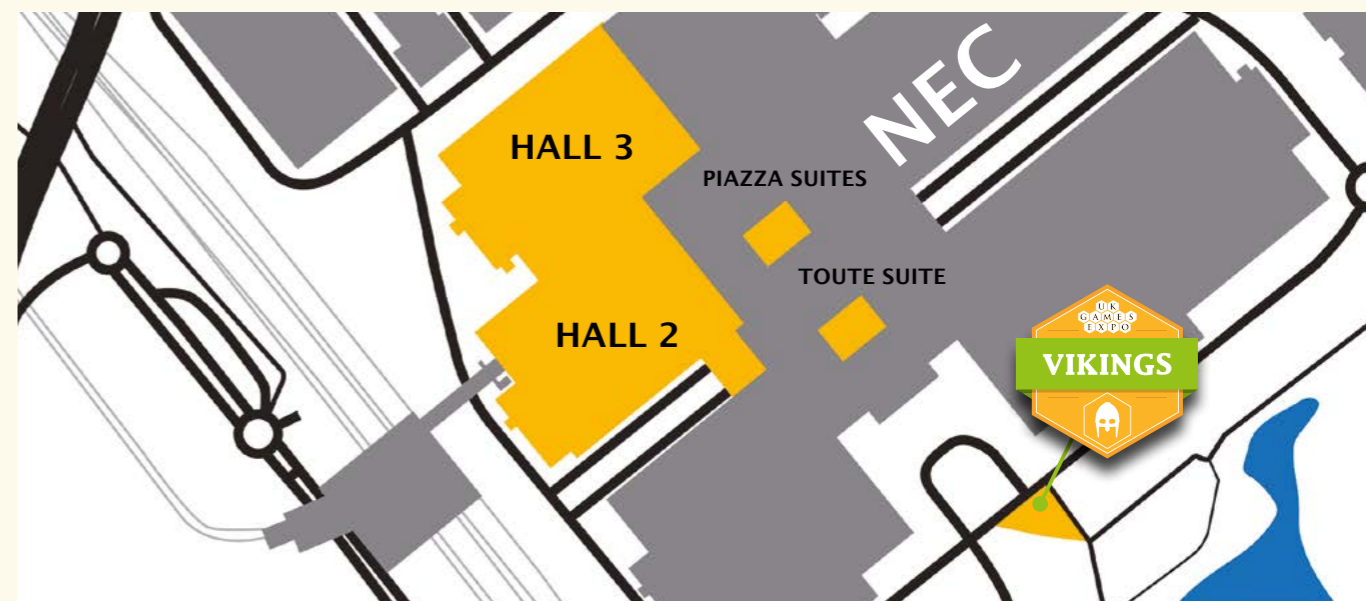 NEC
HALL 3
PIAZZA SUITES
TOUTE SUITE
HALL 2
UK
GAMES
EXPO
VIKINGS